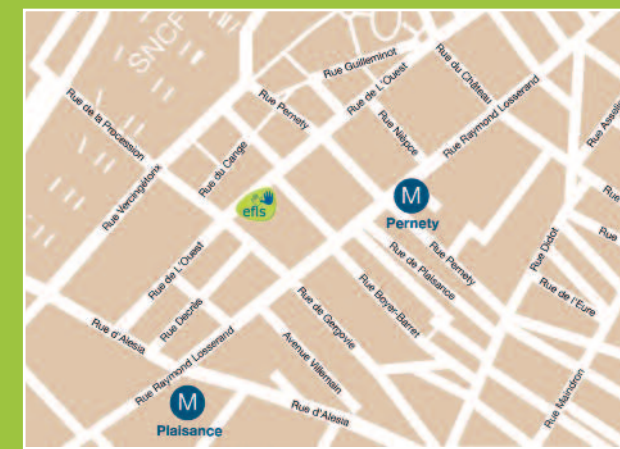 SNCF
Rue Guilleminot
Rue du Château
Rue de la Procession
Rue Pernety
Rue de L'Ouest
Rue Niepce
Rue Raymond Losserand
Rue du Cange
Rue Vercingétorix
efls
M
Pernety
Rue
Rue
Rue Didot
Rue de l'Eure
Rue de L'Ouest
Rue Decrès
Rue de Gergovie
Rue Boyer-Barret
Rue de Plaisance
Rue Pernety
Rue d'Alesia
Rue Raymond Losserand
Avenue Villemain
Rue Maindron
M
Plaisance
Rue d'Alesia